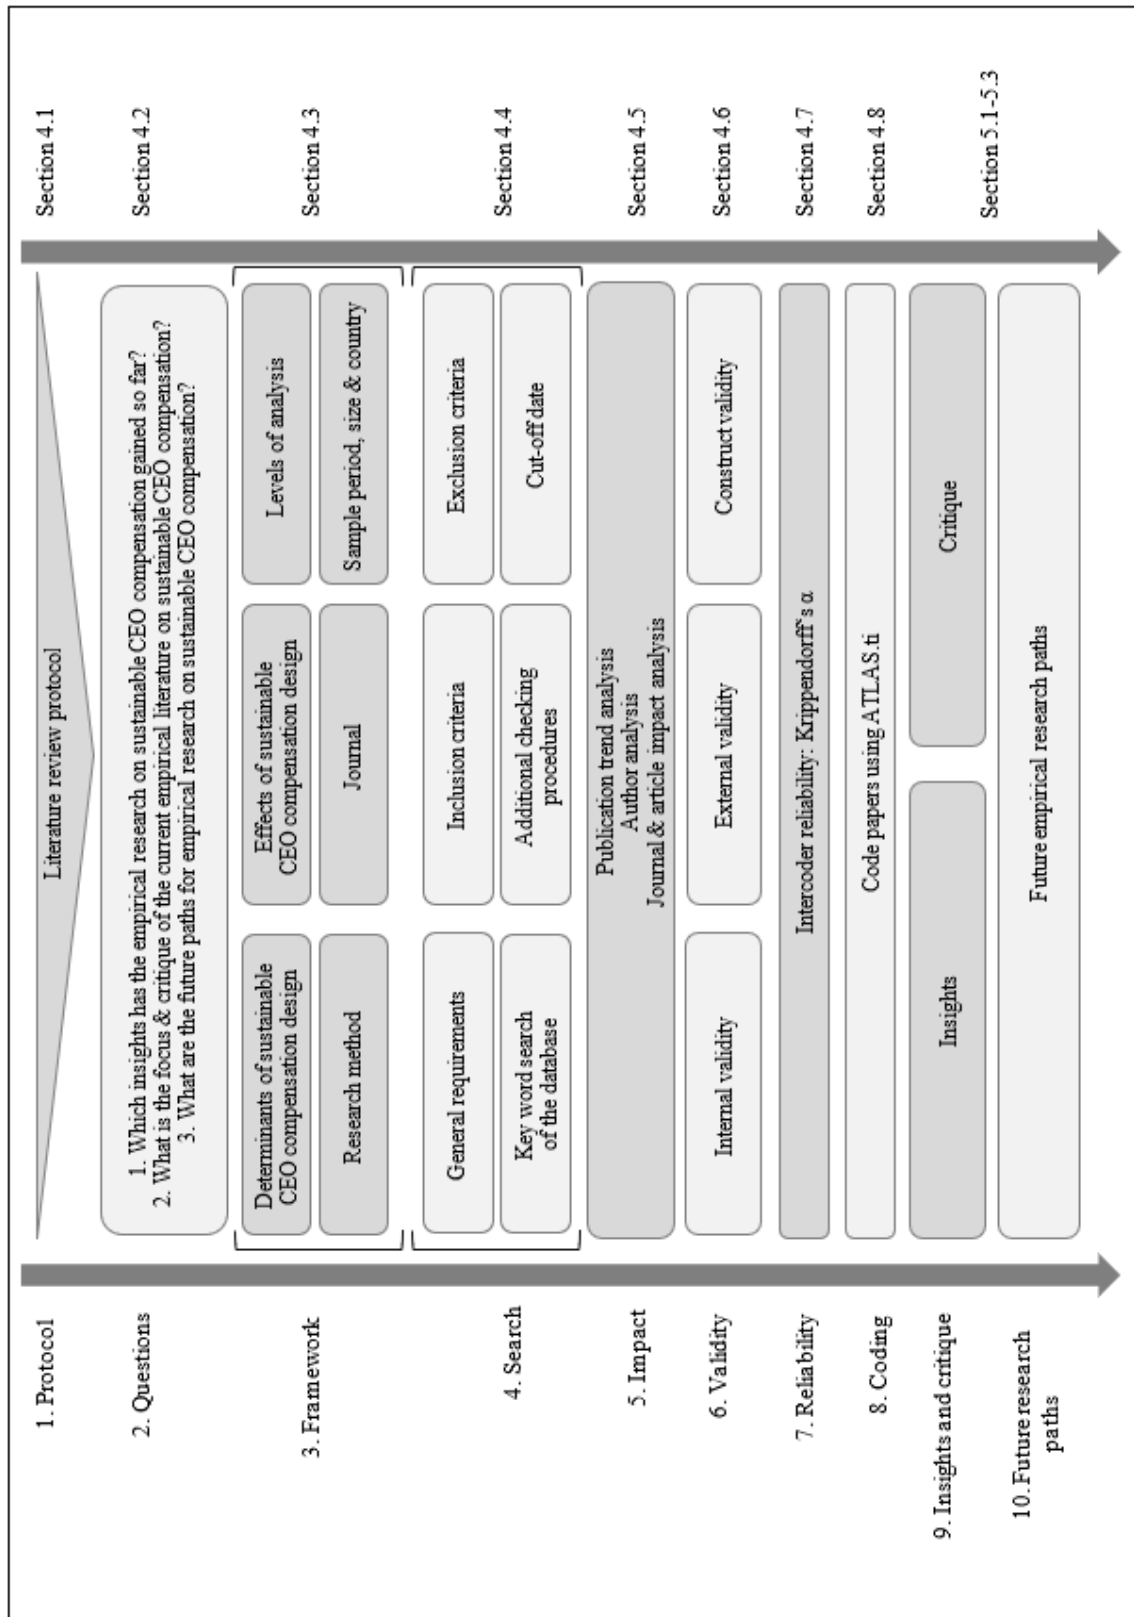 1. Protocol
Literature review protocol
Section 4.1
2. Questions
1. Which insights has the empirical research on sustainable CEO compensation gained so far?
2. What is the focus & critique of the current empirical literature on sustainable CEO compensation?
3. What are the future paths for empirical research on sustainable CEO compensation?
Section 4.2
3. Framework
Determinants of sustainable
CEO compensation design
Effects of sustainable
CEO compensation design
Levels of analysis
Research method
Journal
Sample period, size & country
Section 4.3
4. Search
General requirements
Inclusion criteria
Exclusion criteria
Key word search
of the database
Additional checking
procedures
Cut-off date
Section 4.4
5. Impact
Publication trend analysis
Author analysis
Journal & article impact analysis
Section 4.5
6. Validity
Internal validity
External validity
Construct validity
Section 4.6
7. Reliability
Intercoder reliability: Krippendorff`s α
Section 4.7
8. Coding
Code papers using ATLAS.ti
Section 4.8
9. Insights and critique
Insights
Critique
10. Future research
paths
Future empirical research paths
Section 5.1-5.3